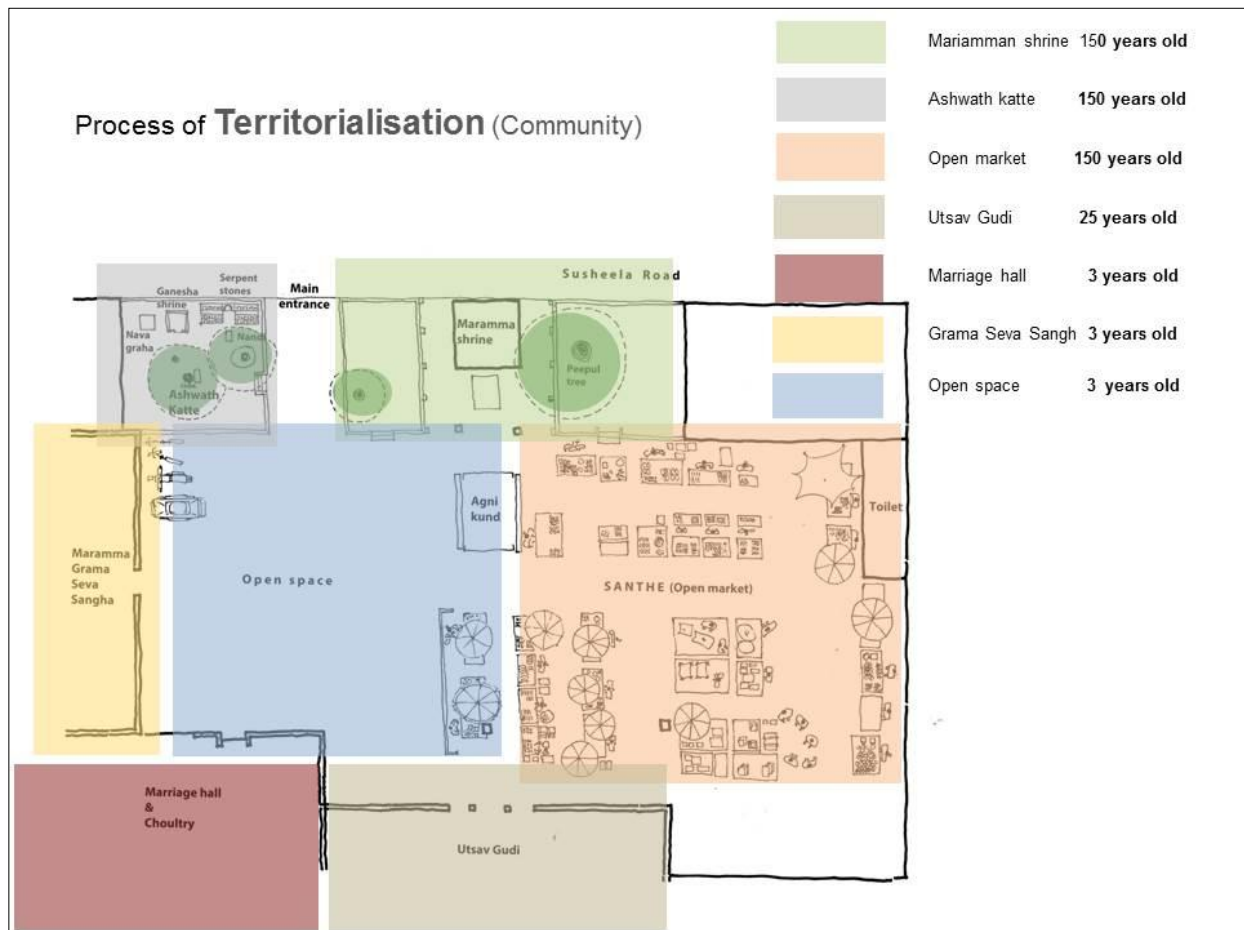 Process of Territorialisation (Community)
Mariamman shrine 150 years old
Ashwath katte 150 years old
Open market 150 years old
Utsav Gudi 25 years old
Marriage hall 3 years old
Grama Seva Sangh 3 years old
Open space 3 years old
Susheela Road
Ganesha
shrine
Serpent
stones
Main
entrance
Nava
graha
Nandi
Ashwath
Katte
Maramma
shrine
Peepul
tree
Maramma
Grama
Seva
Sangha
Open space
Agni
kund
SANTHE (Open market)
Toilet
Marriage hall
&
Choultry
Utsav Gudi